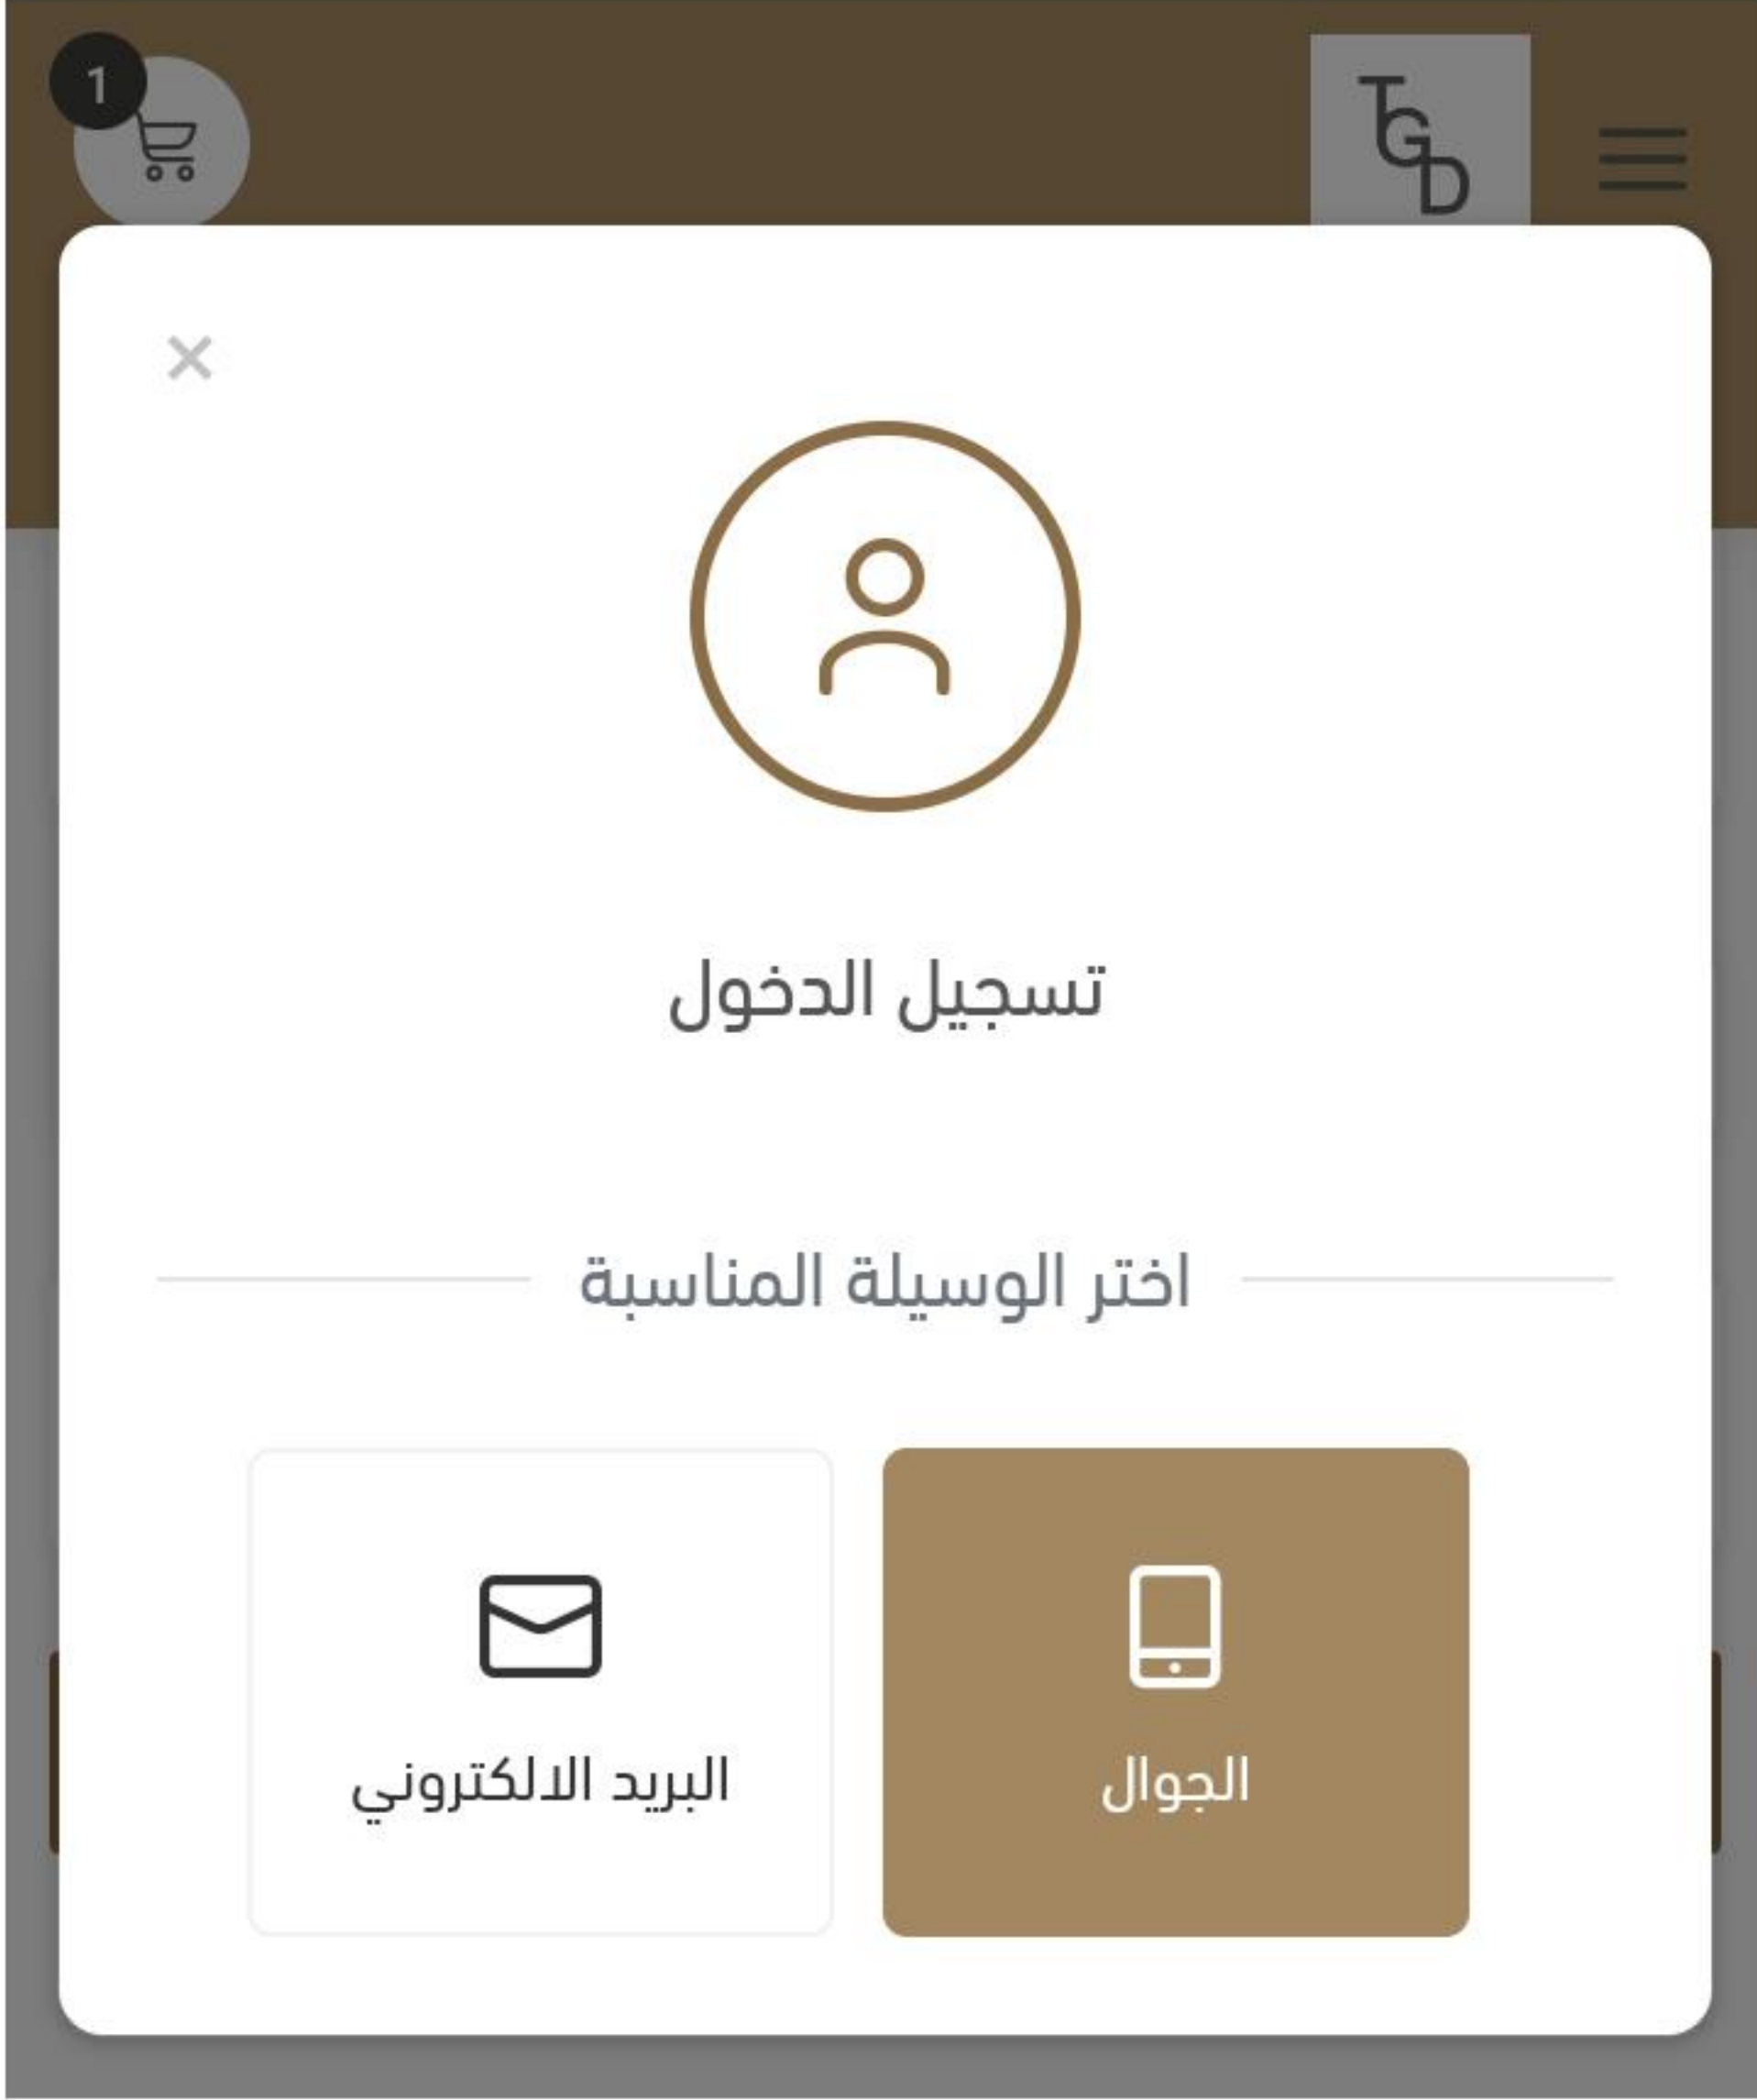 1
TGD
تسجيل الدخول
اختر الوسيلة المناسبة
الجوال
البريد الالكتروني